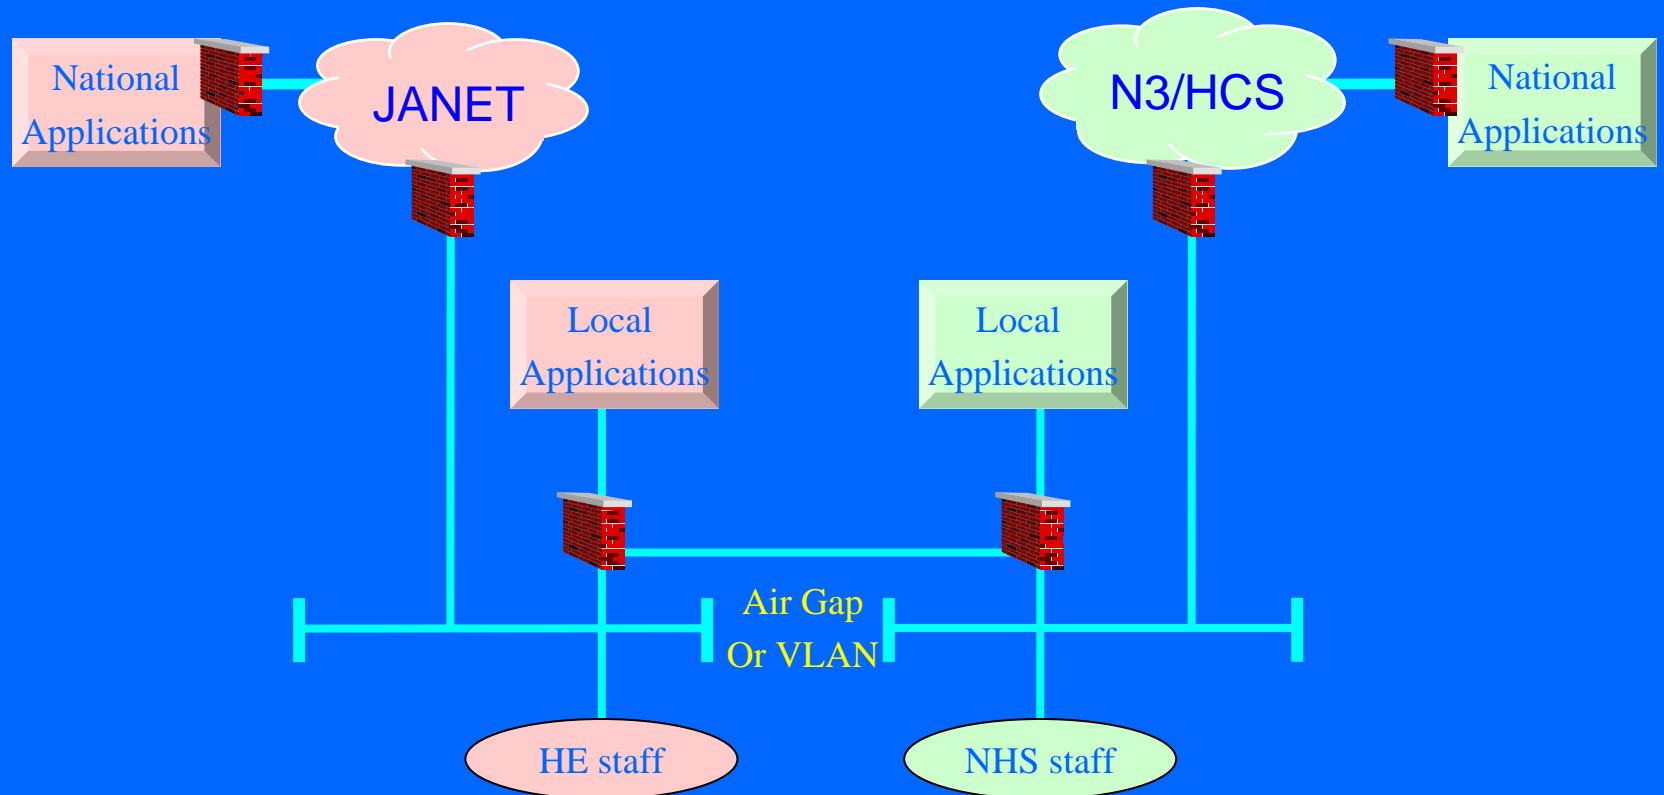 National
Applications
JANET
N3/HCS
National
Applications
Local
Applications
Local
Applications
Air Gap
Or VLAN
HE staff
NHS staff